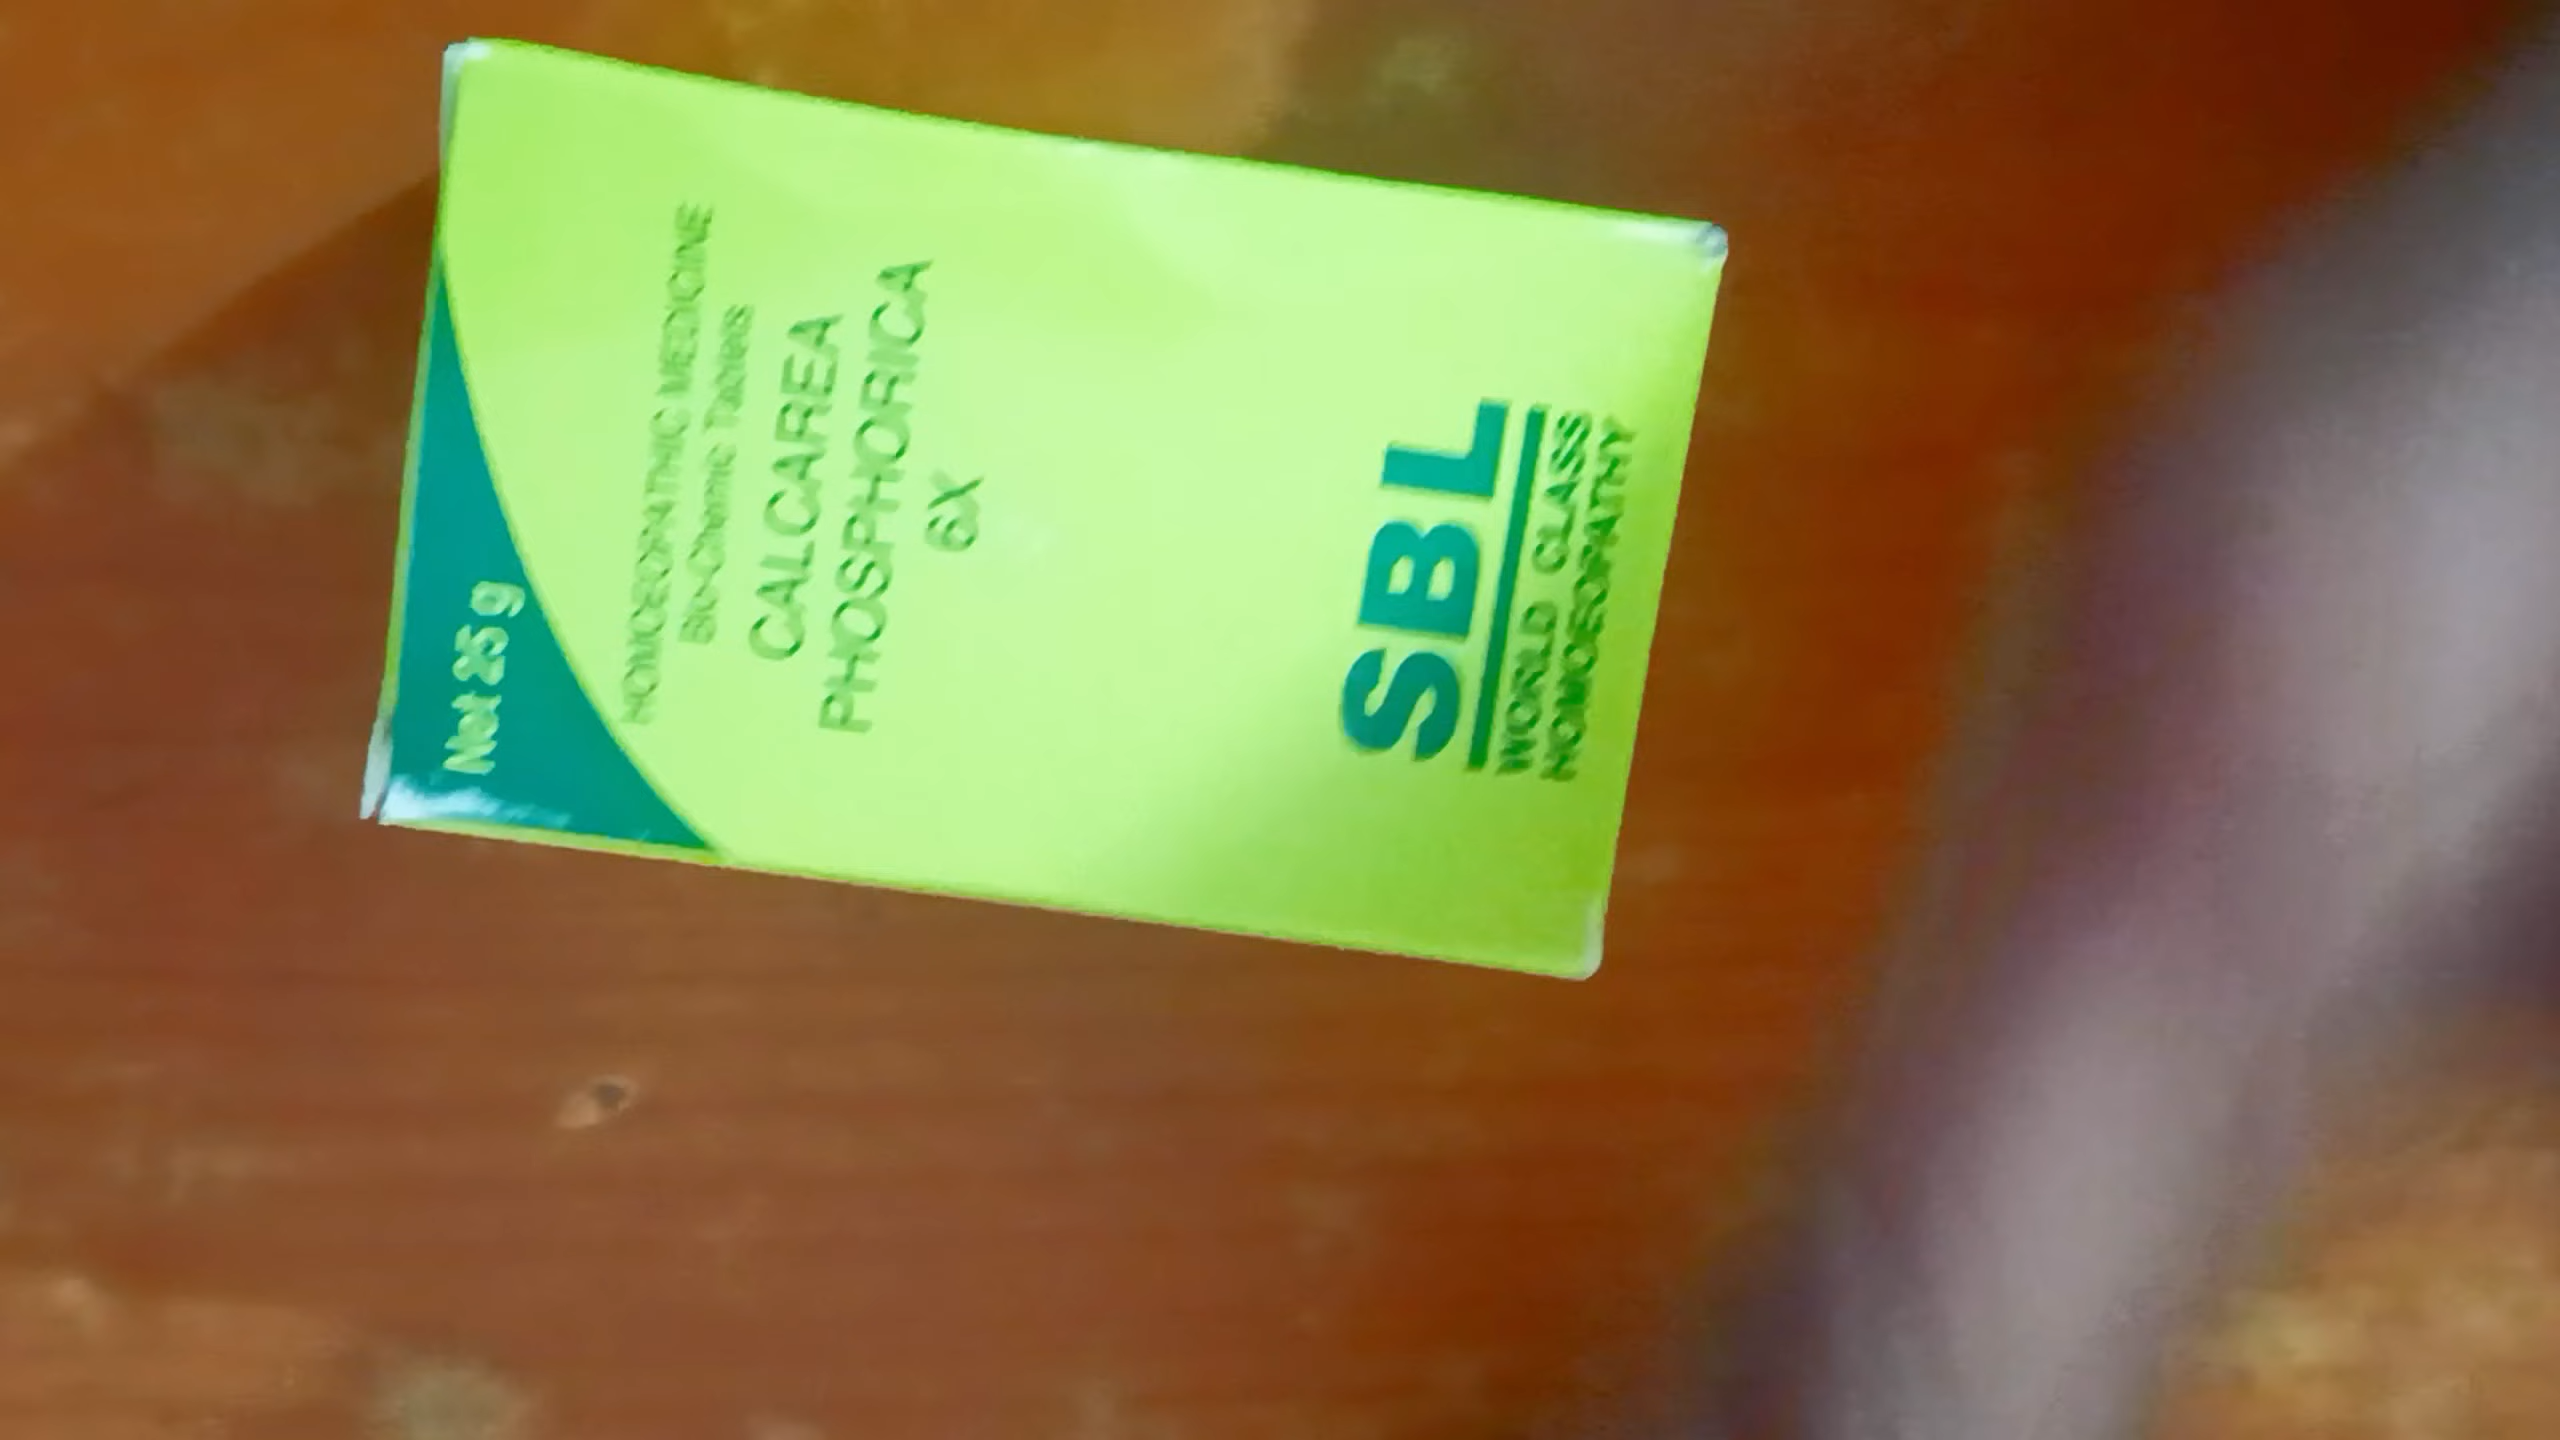 HOMOEOPATHIC MEDICINE
Bio-Chemic Tablets
CALCAREA
PHOSPHORICA
6X
Net 25 g
SBL
WORLD CLASS
HOMOEOPATHY